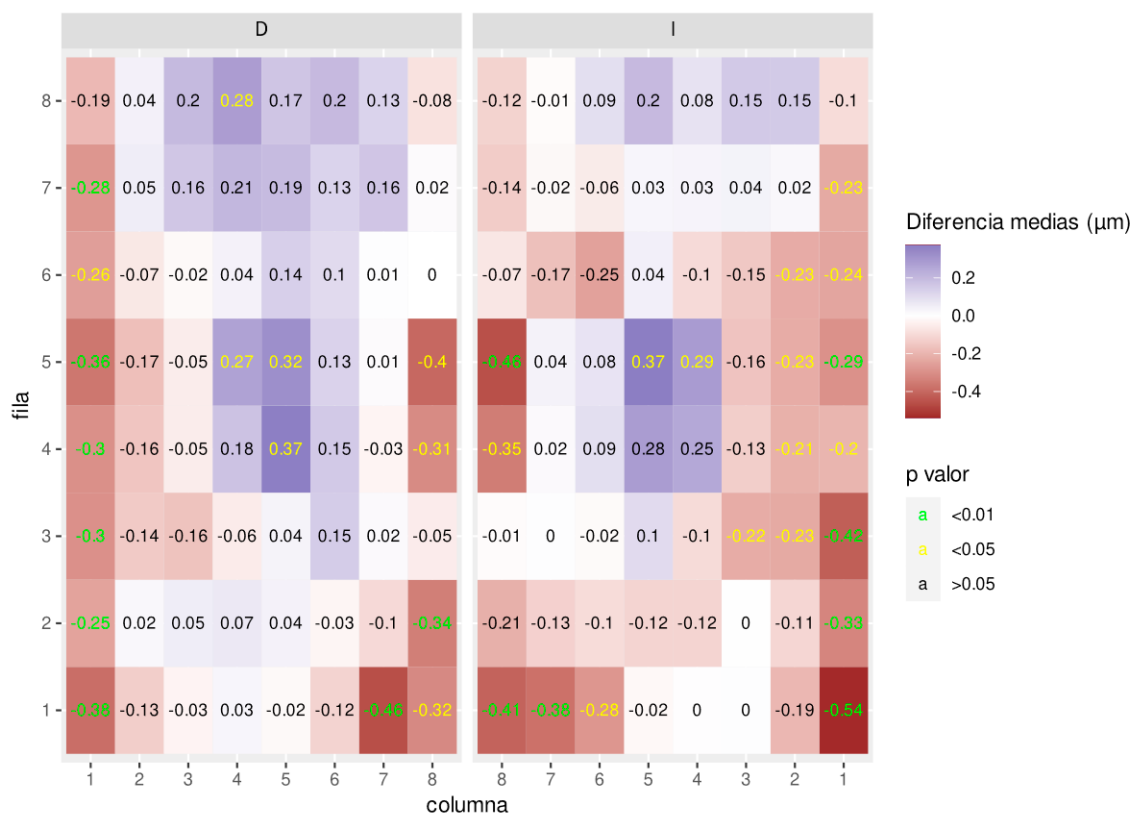 D I
8 -0.19 0.04 0.2 0.28 0.17 0.2 0.13 -0.08 -0.12 -0.01 0.09 0.2 0.08 0.15 0.15 -0.1
7 -0.28 0.05 0.16 0.21 0.19 0.13 0.16 0.02 -0.14 -0.02 -0.06 0.03 0.03 0.04 0.02 -0.23
6 -0.26 -0.07 -0.02 0.04 0.14 0.1 0.01 0 -0.07 -0.17 -0.25 0.04 -0.1 -0.15 -0.23 -0.24
5 -0.36 -0.17 -0.05 0.27 0.32 0.13 0.01 -0.4 -0.46 0.04 0.08 0.37 0.29 -0.16 -0.23 -0.29
4 -0.3 -0.16 -0.05 0.18 0.37 0.15 -0.03 -0.31 -0.35 0.02 0.09 0.28 0.25 -0.13 -0.21 -0.2
3 -0.3 -0.14 -0.16 -0.06 0.04 0.15 0.02 -0.05 -0.01 0 -0.02 0.1 -0.1 -0.22 -0.23 -0.42
2 -0.25 0.02 0.05 0.07 0.04 -0.03 -0.1 -0.34 -0.21 -0.13 -0.1 -0.12 -0.12 0 -0.11 -0.33
1 -0.38 -0.13 -0.03 0.03 -0.02 -0.12 -0.46 -0.32 -0.41 -0.38 -0.28 -0.02 0 0 -0.19 -0.54
1 2 3 4 5 6 7 8 8 7 6 5 4 3 2 1
columna
fila
Diferencia medias (µm)
0.2
0.0
-0.2
-0.4
p valor
a <0.01
a <0.05
a >0.05